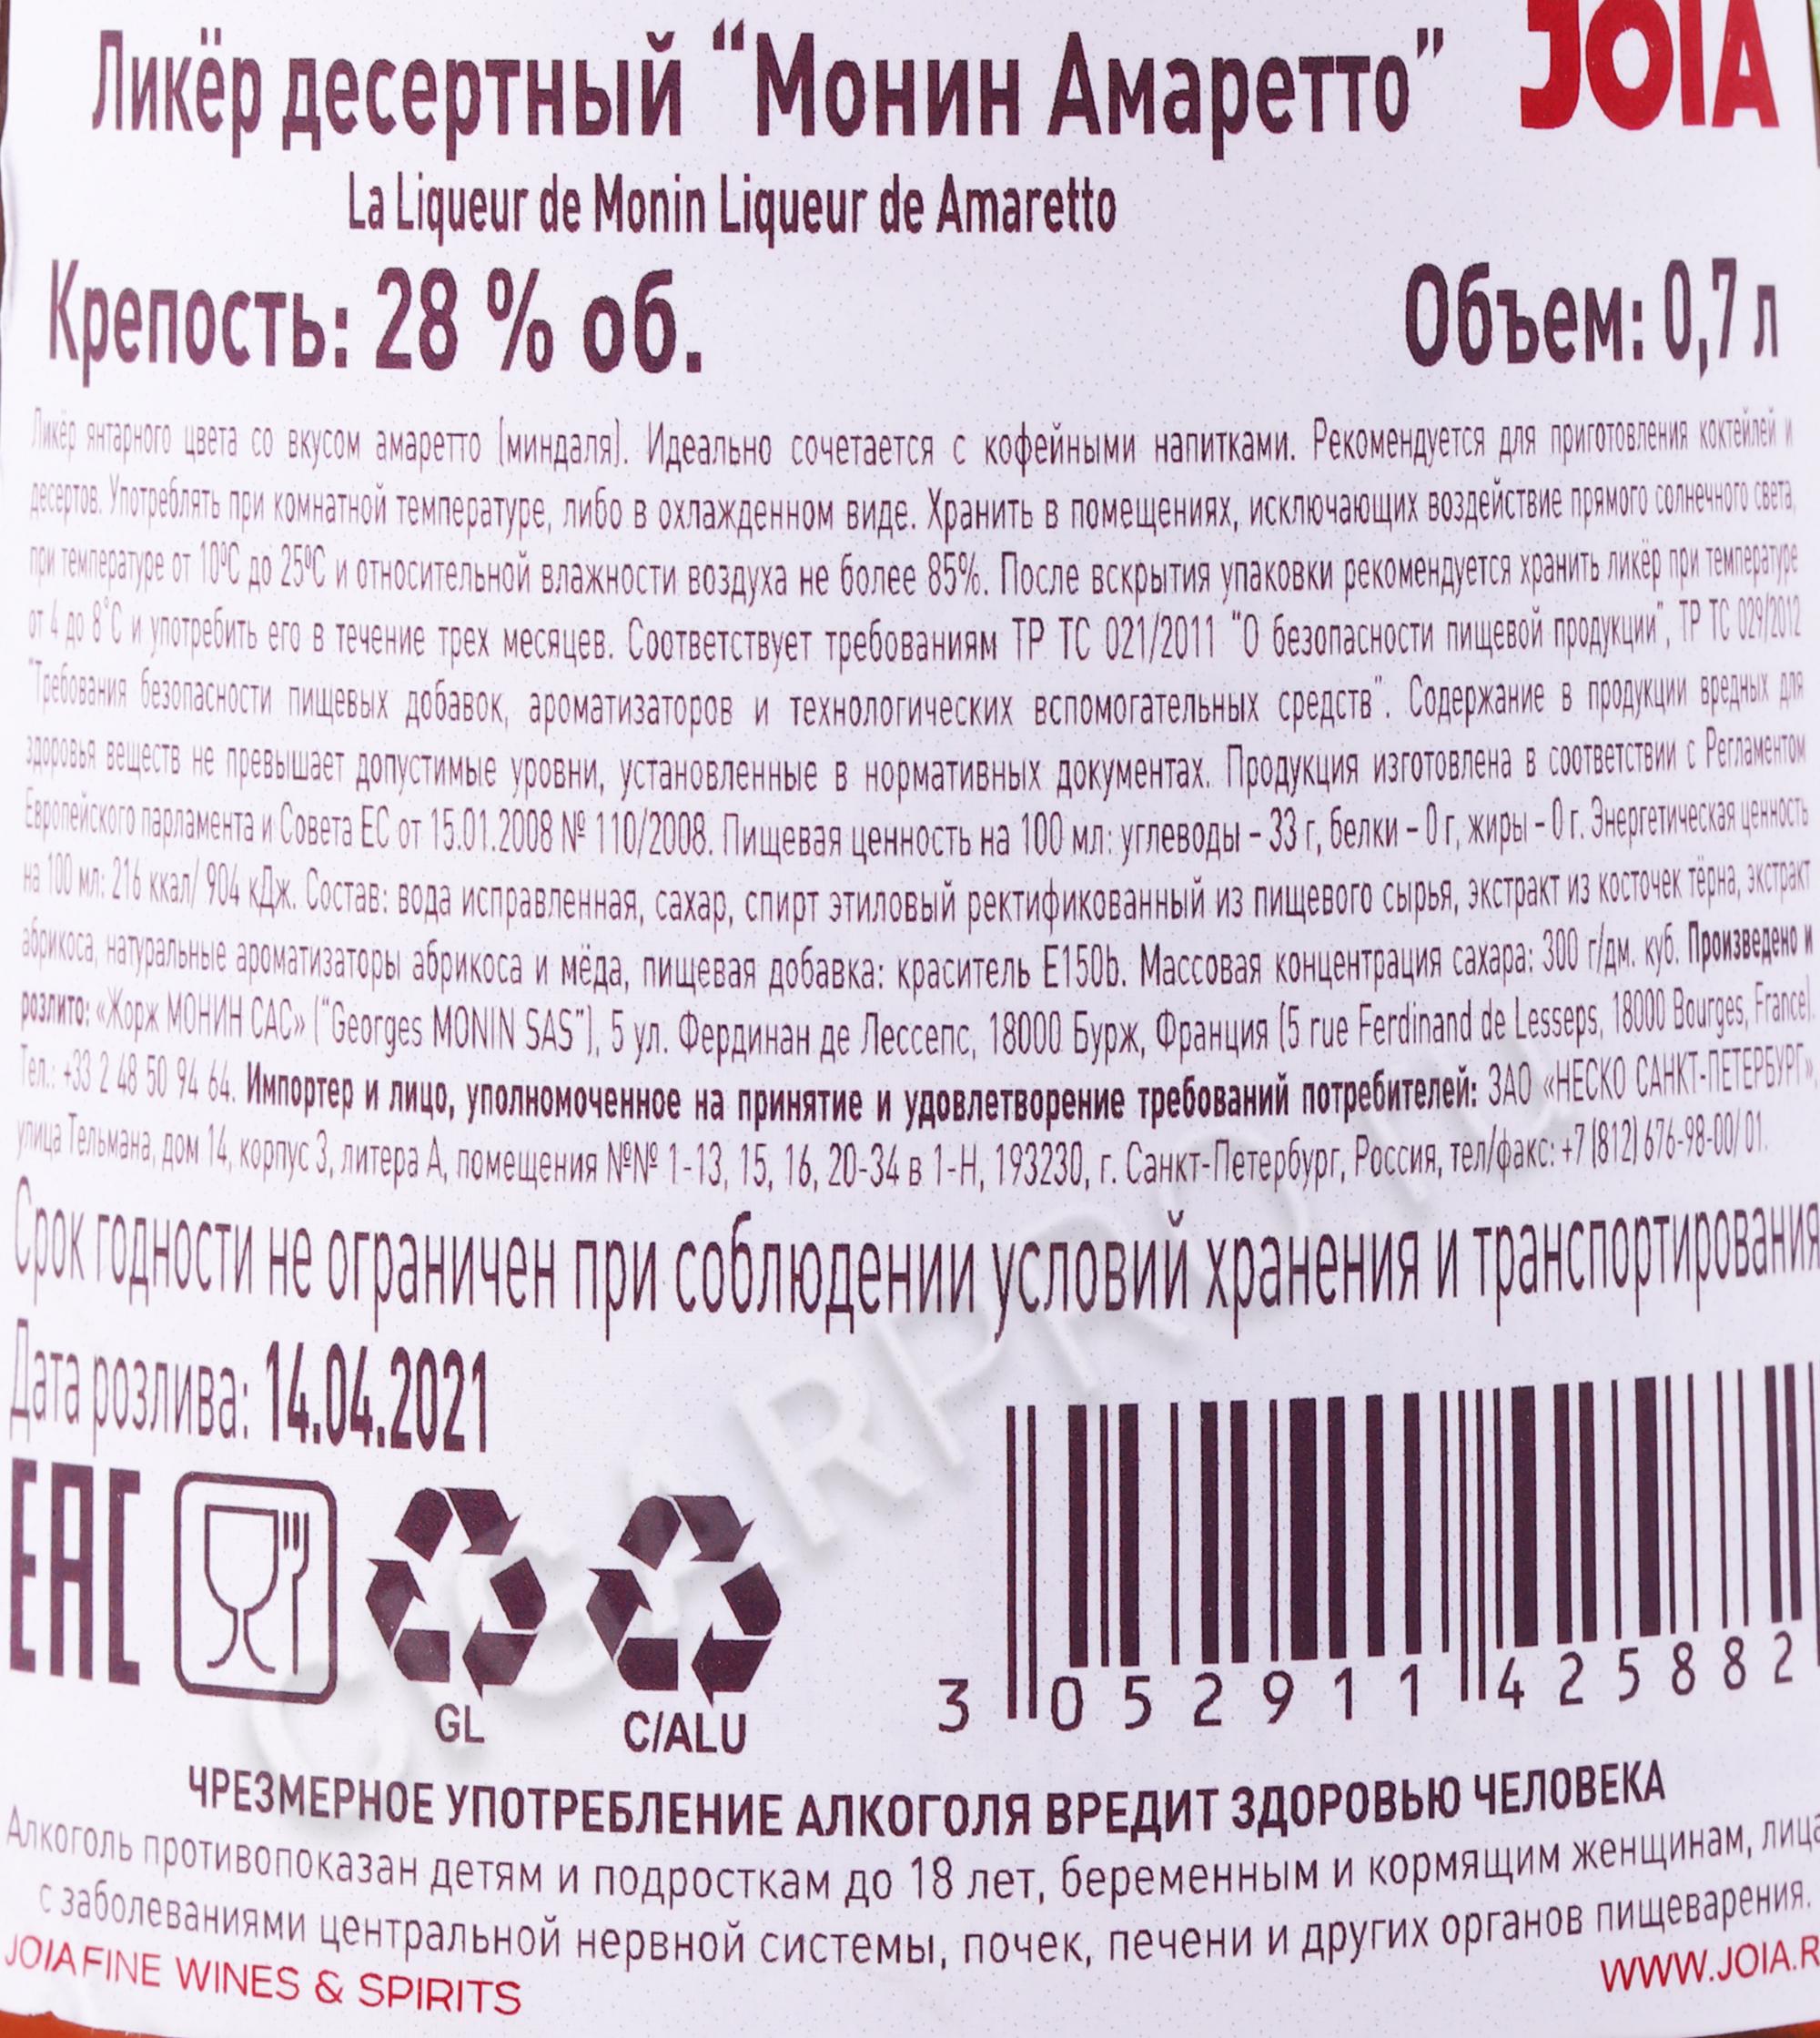 Ликёр десертный “Монин Амаретто” JOIA
La Liqueur de Monin Liqueur de Amaretto
Крепость: 28 % об. Объем: 0,7 л
Ликёр янтарного цвета со вкусом амаретто (миндаля). Идеально сочетается с кофейными напитками. Рекомендуется для приготовления коктейлей и
десертов. Употреблять при комнатной температуре, либо в охлажденном виде. Хранить в помещениях, исключающих воздействие прямого солнечного света,
при температуре от 10ºС до 25ºС и относительной влажности воздуха не более 85%. После вскрытия упаковки рекомендуется хранить ликёр при температуре
от 4 до 8˚С и употребить его в течение трех месяцев. Соответствует требованиям ТР ТС 021/2011 "О безопасности пищевой продукции", ТР ТС 029/2012
"Требования безопасности пищевых добавок, ароматизаторов и технологических вспомогательных средств". Содержание в продукции вредных для
здоровья веществ не превышает допустимые уровни, установленные в нормативных документах. Продукция изготовлена в соответствии с Регламентом
Европейского парламента и Совета ЕС от 15.01.2008 № 110/2008. Пищевая ценность на 100 мл: углеводы – 33 г, белки – 0 г, жиры – 0 г. Энергетическая ценность
на 100 мл: 216 ккал/ 904 кДж. Состав: вода исправленная, сахар, спирт этиловый ректификованный из пищевого сырья, экстракт из косточек тёрна, экстракт
абрикоса, натуральные ароматизаторы абрикоса и мёда, пищевая добавка: краситель Е150b. Массовая концентрация сахара: 300 г/дм. куб. Произведено и
розлито: «Жорж МОНИН САС» ("Georges MONIN SAS"), 5 ул. Фердинан де Лессепс, 18000 Бурж, Франция (5 rue Ferdinand de Lesseps, 18000 Bourges, France).
Тел.: +33 2 48 50 94 64. Импортер и лицо, уполномоченное на принятие и удовлетворение требований потребителей: ЗАО «НЕСКО САНКТ-ПЕТЕРБУРГ»,
улица Тельмана, дом 14, корпус 3, литера А, помещения №№ 1-13, 15, 16, 20-34 в 1-Н, 193230, г. Санкт-Петербург, Россия, тел/факс: +7 (812) 676-98-00/ 01.
Срок годности не ограничен при соблюдении условий хранения и транспортирования
Дата розлива: 14.04.2021
ЕАС
GL C/ALU
3 052911 425882
ЧРЕЗМЕРНОЕ УПОТРЕБЛЕНИЕ АЛКОГОЛЯ ВРЕДИТ ЗДОРОВЬЮ ЧЕЛОВЕКА
Алкоголь противопоказан детям и подросткам до 18 лет, беременным и кормящим женщинам, лица
с заболеваниями центральной нервной системы, почек, печени и других органов пищеварения.
JOIA FINE WINES & SPIRITS WWW.JOIA.R
CIGARPRO.RU